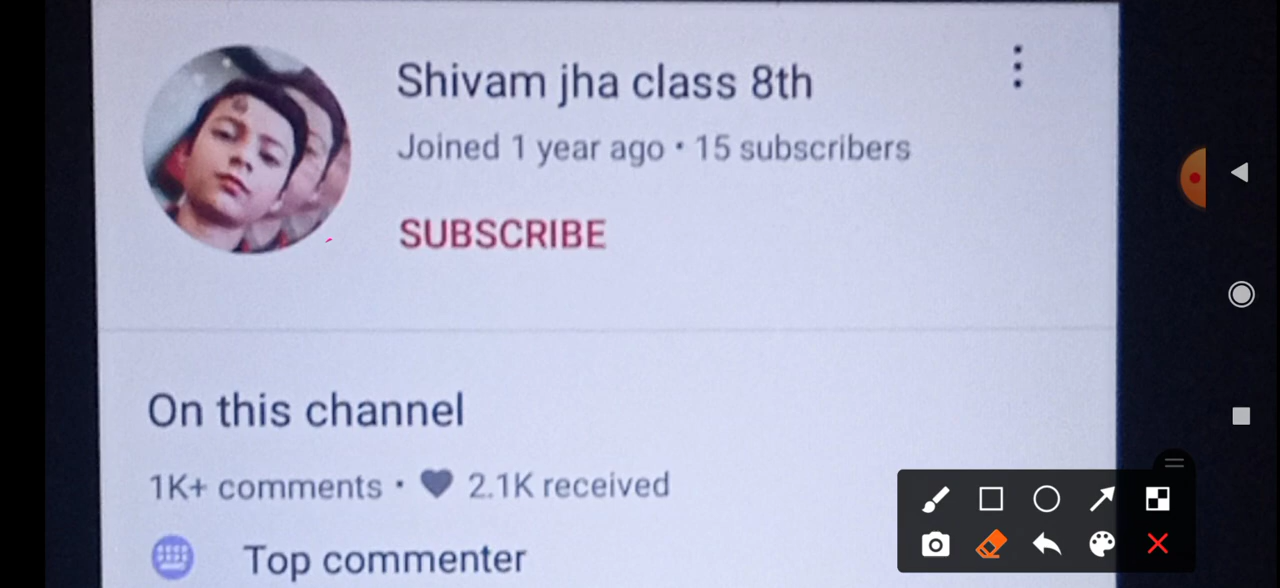 Shivam jha class 8th
Joined 1 year ago • 15 subscribers
SUBSCRIBE
On this channel
1K+ comments • 2.1K received
Top commenter